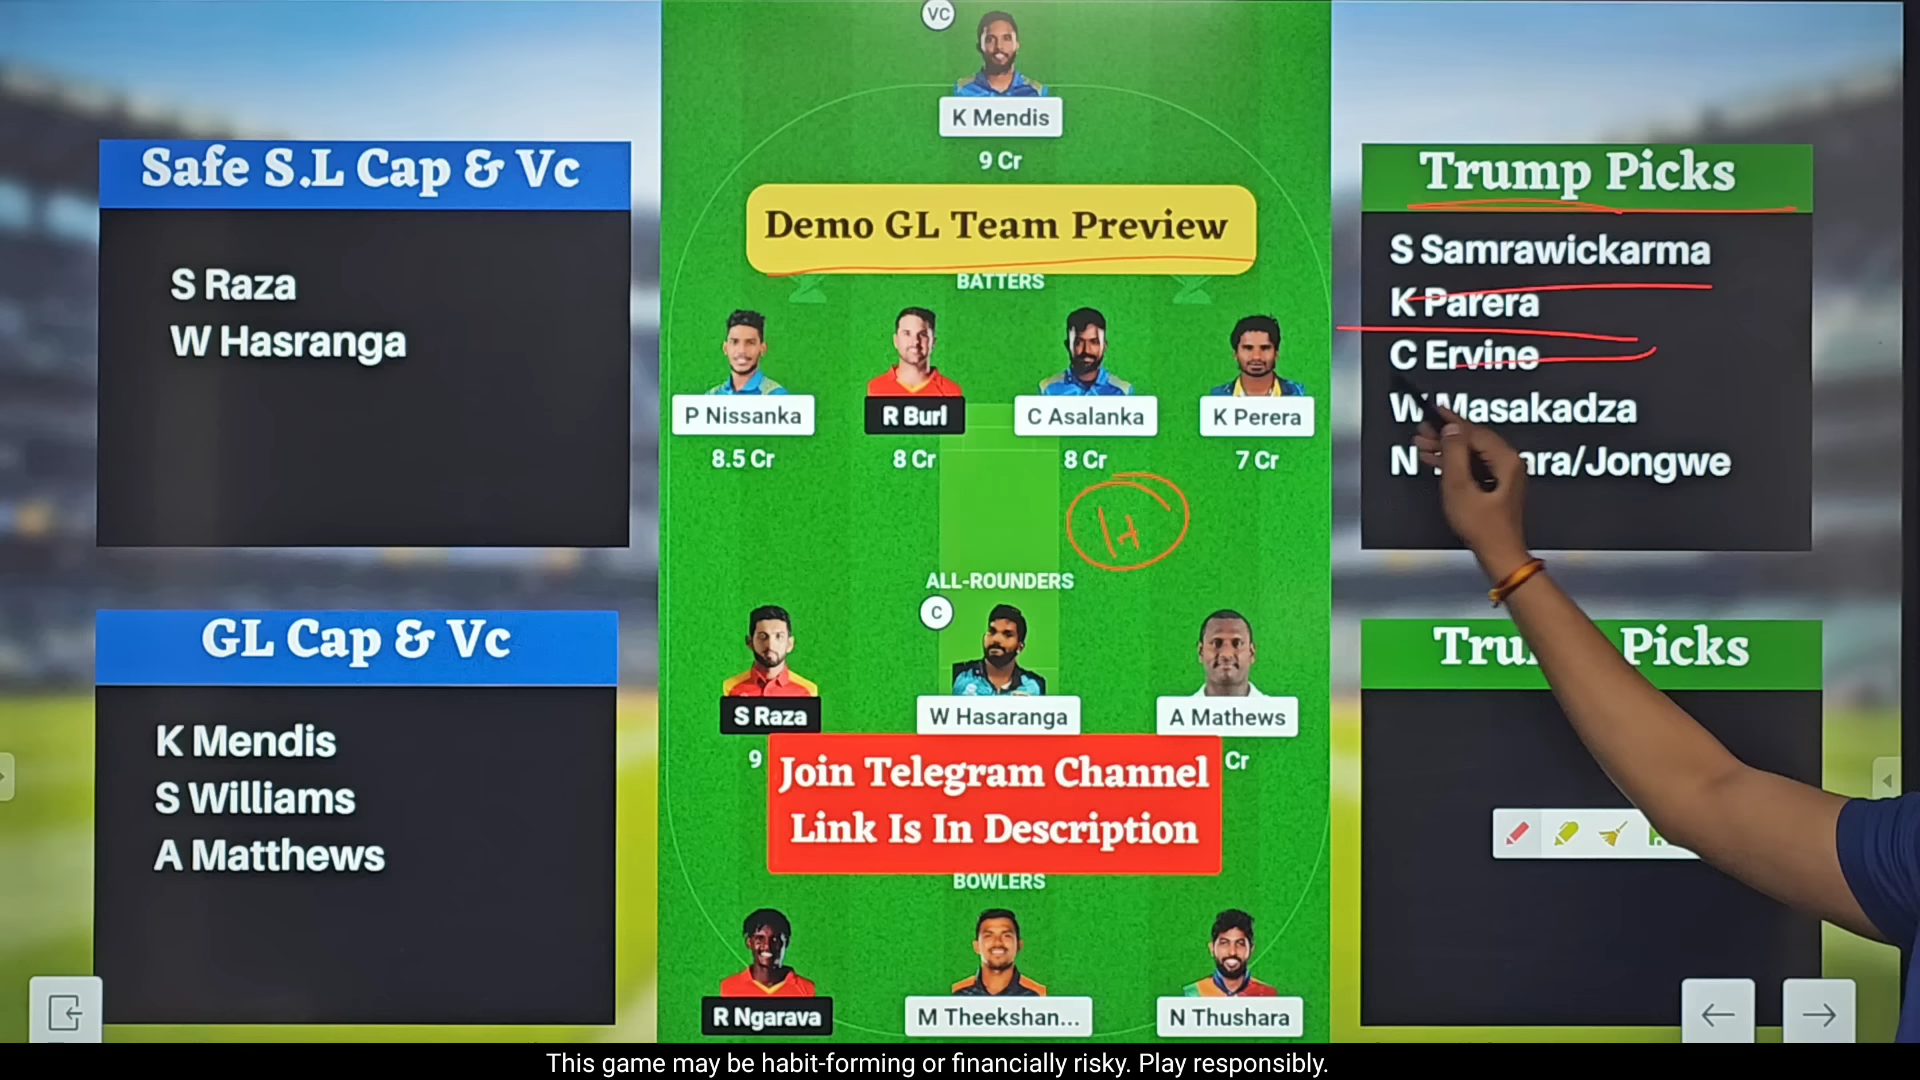 VC
K Mendis
9 Cr
Safe S.L Cap & Vc
S Raza
W Hasranga
Demo GL Team Preview
BATTERS
P Nissanka
R Burl
C Asalanka
K Perera
8.5 Cr
8 Cr
8 Cr
7 Cr
Trump Picks
S Samrawickarma
K Parera
C Ervine
W Masakadza
N
/Jongwe
ALL-ROUNDERS
C
S Raza
W Hasaranga
A Mathews
9
Cr
Join Telegram Channel
Link Is In Description
GL Cap & Vc
K Mendis
S Williams
A Matthews
Picks
BOWLERS
R Ngarava
M Theekshan...
N Thushara
This game may be habit-forming or financially risky. Play responsibly.